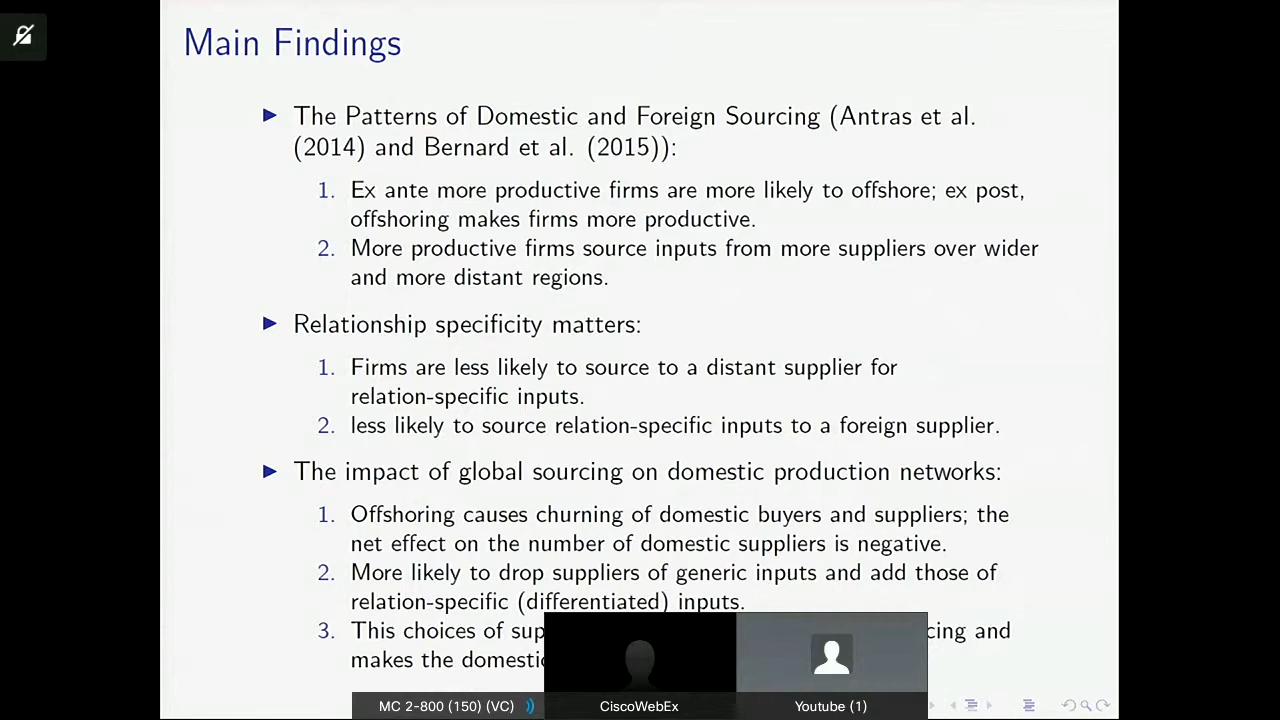 Main Findings
The Patterns of Domestic and Foreign Sourcing (Antras et al.
(2014) and Bernard et al. (2015)):
1. Ex ante more productive firms are more likely to offshore; ex post,
offshoring makes firms more productive.
2. More productive firms source inputs from more suppliers over wider
and more distant regions.
Relationship specificity matters:
1. Firms are less likely to source to a distant supplier for
relation-specific inputs.
2. less likely to source relation-specific inputs to a foreign supplier.
The impact of global sourcing on domestic production networks:
1. Offshoring causes churning of domestic buyers and suppliers; the
net effect on the number of domestic suppliers is negative.
2. More likely to drop suppliers of generic inputs and add those of
relation-specific (differentiated) inputs.
3. This choices of sup cing and
makes the domestic
MC 2-800 (150) (VC) CiscoWebEx Youtube (1)